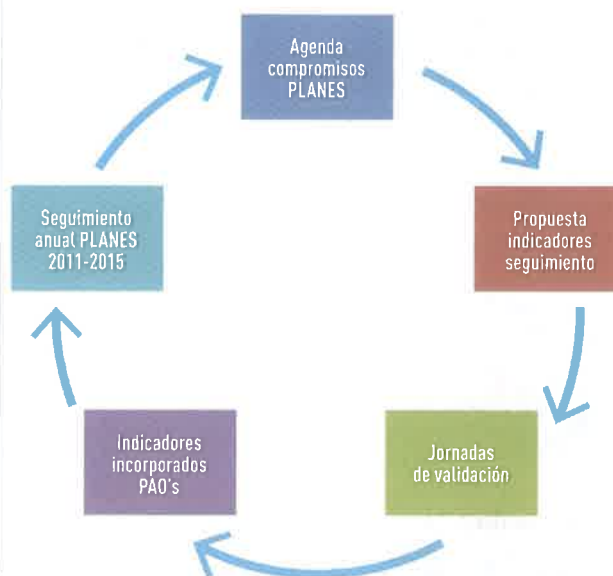 Agenda
compromisos
PLANES
Propuesta
indicadores
seguimiento
Jornadas
de validación
Indicadores
incorporados
PAO's
Seguimiento
anual PLANES
2011-2015